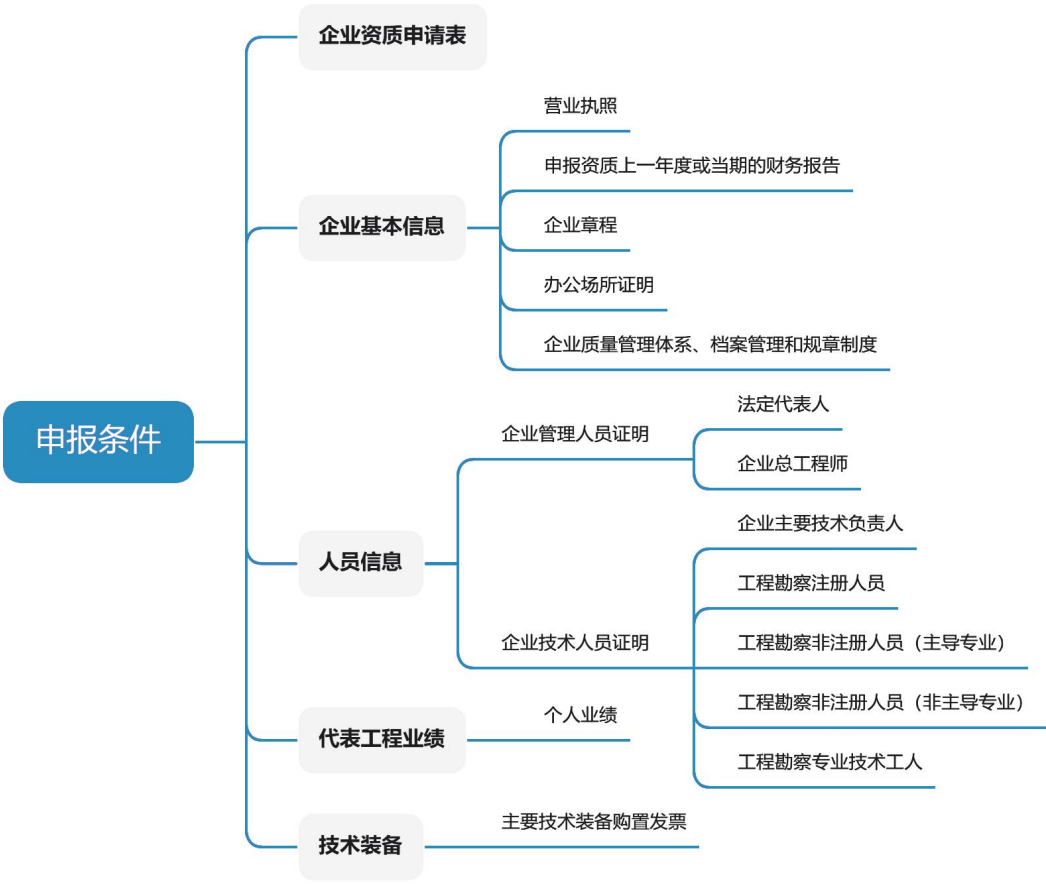 申报条件
企业资质申请表
企业基本信息
营业执照
申报资质上一年度或当期的财务报告
企业章程
办公场所证明
企业质量管理体系、档案管理和规章制度
人员信息
企业管理人员证明
法定代表人
企业总工程师
企业技术人员证明
企业主要技术负责人
工程勘察注册人员
工程勘察非注册人员（主导专业）
工程勘察非注册人员（非主导专业）
工程勘察专业技术工人
代表工程业绩
个人业绩
技术装备
主要技术装备购置发票